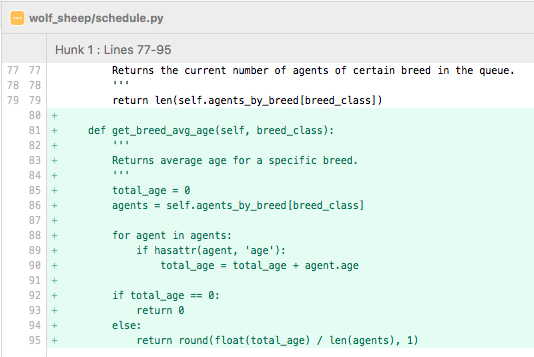 wolf_sheep/schedule.py
Hunk 1 : Lines 77-95
77 77         Returns the current number of agents of certain breed in the queue.
78 78         '''
79 79         return len(self.agents_by_breed[breed_class])
80 +
81 +     def get_breed_avg_age(self, breed_class):
82 +         '''
83 +         Returns average age for a specific breed.
84 +         '''
85 +         total_age = 0
86 +         agents = self.agents_by_breed[breed_class]
87 +
88 +         for agent in agents:
89 +             if hasattr(agent, 'age'):
90 +                 total_age = total_age + agent.age
91 +
92 +         if total_age == 0:
93 +             return 0
94 +         else:
95 +             return round(float(total_age) / len(agents), 1)